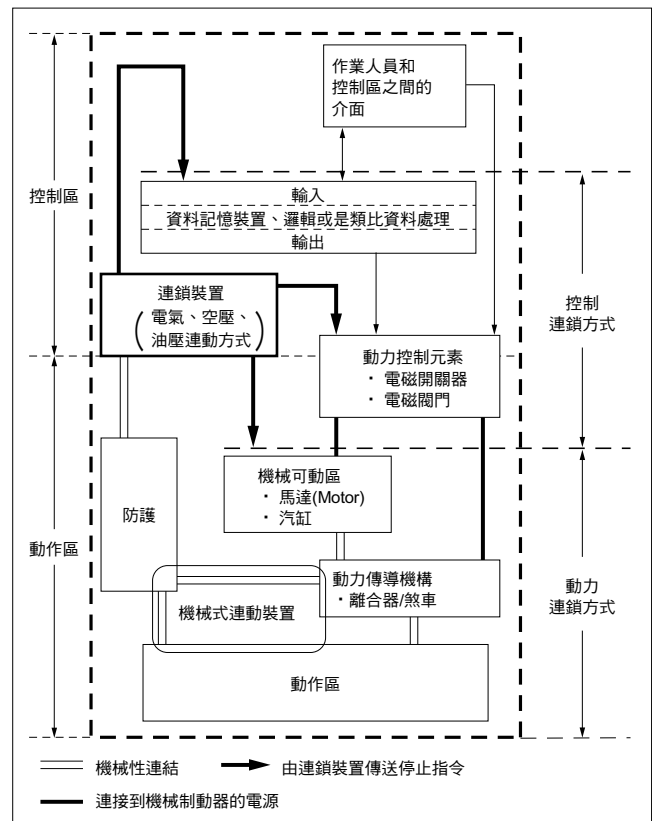 作業人員和
控制區之間的
介面
控制區
輸入
資料記憶裝置、邏輯或是類比資料處理
輸出
連鎖裝置
(電氣、空壓、
油壓連動方式)
控制
連鎖方式
動力控制元素
・電磁開關器
・電磁閥門
機械可動區
・馬達(Motor)
・汽缸
防護
動作區
動力傳導機構
・離合器/煞車
動力
連鎖方式
機械式連動裝置
動作區
機械性連結
由連鎖裝置傳送停止指令
連接到機械制動器的電源